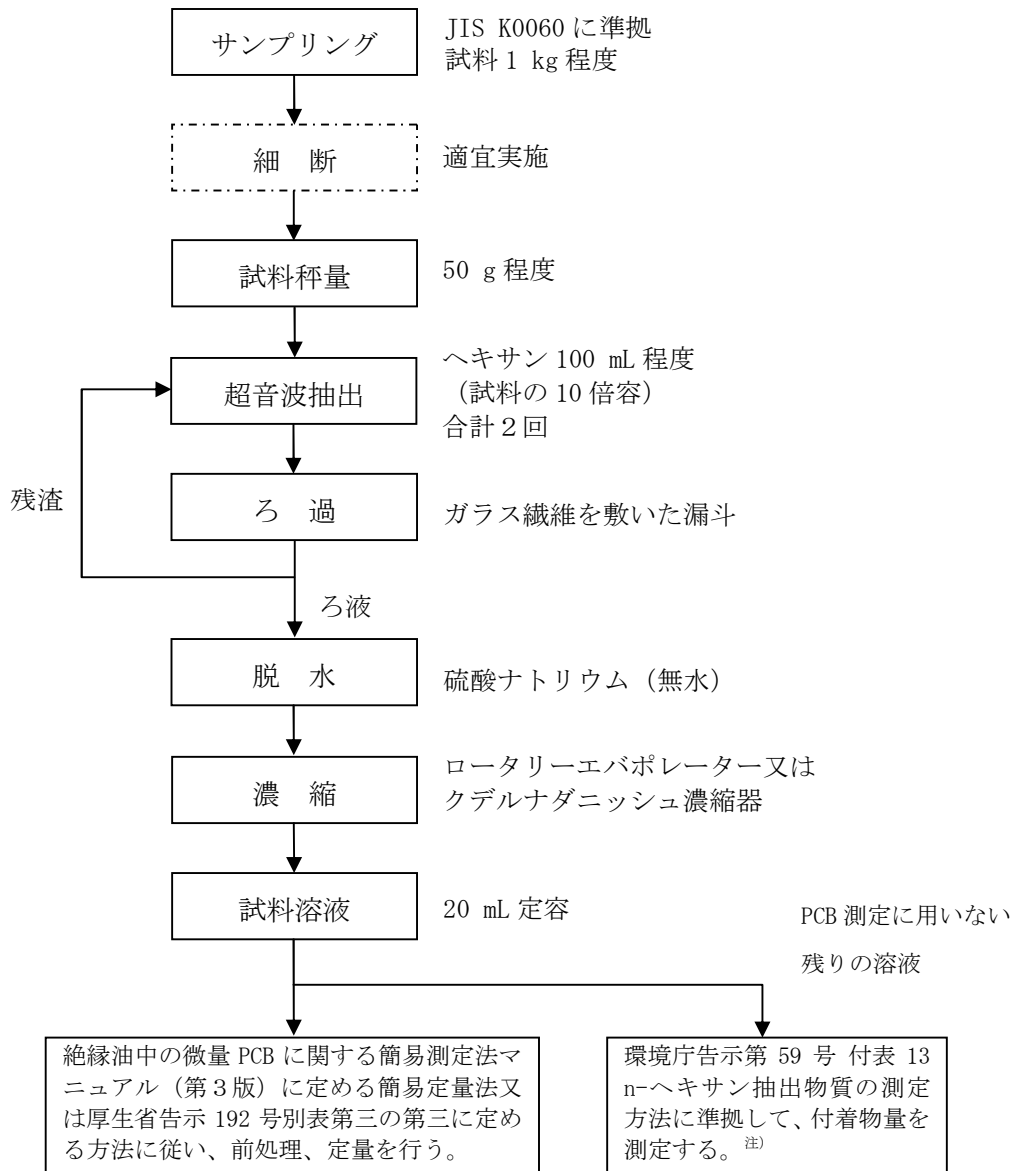 サンプリング
JIS K0060 に準拠
試料 1 kg 程度
細 断
適宜実施
試料秤量
50 g 程度
超音波抽出
ヘキサン 100 mL 程度
（試料の 10 倍容）
合計２回
残渣
ろ 過
ガラス繊維を敷いた漏斗
ろ液
脱 水
硫酸ナトリウム（無水）
濃 縮
ロータリーエバポレーター又は
クデルナダニッシュ濃縮器
試料溶液
20 mL 定容
PCB 測定に用いない
残りの溶液
絶縁油中の微量 PCB に関する簡易測定法マ
ニュアル（第３版）に定める簡易定量法又
は厚生省告示 192 号別表第三の第三に定め
る方法に従い、前処理、定量を行う。
環境庁告示第 59 号 付表 13
n-ヘキサン抽出物質の測定
方法に準拠して、付着物量を
測定する。注）